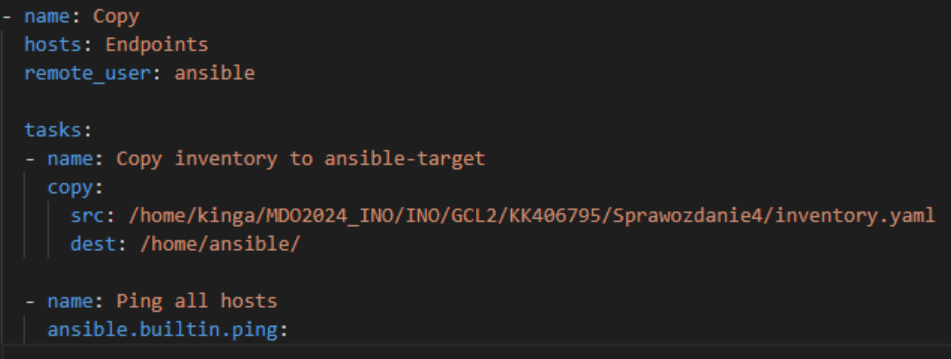 - name: Copy
  hosts: Endpoints
  remote_user: ansible

  tasks:
  - name: Copy inventory to ansible-target
    copy:
      src: /home/kinga/MDO2024_INO/INO/GCL2/KK406795/Sprawozdanie4/inventory.yaml
      dest: /home/ansible/

  - name: Ping all hosts
    ansible.builtin.ping: